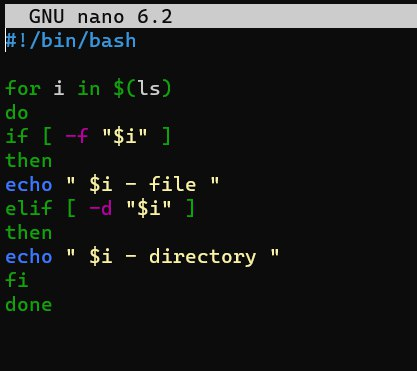 GNU nano 6.2
#!/bin/bash
for i in $(ls)
do
if [ -f "$i" ]
then
echo " $i - file "
elif [ -d "$i" ]
then
echo " $i - directory "
fi
done